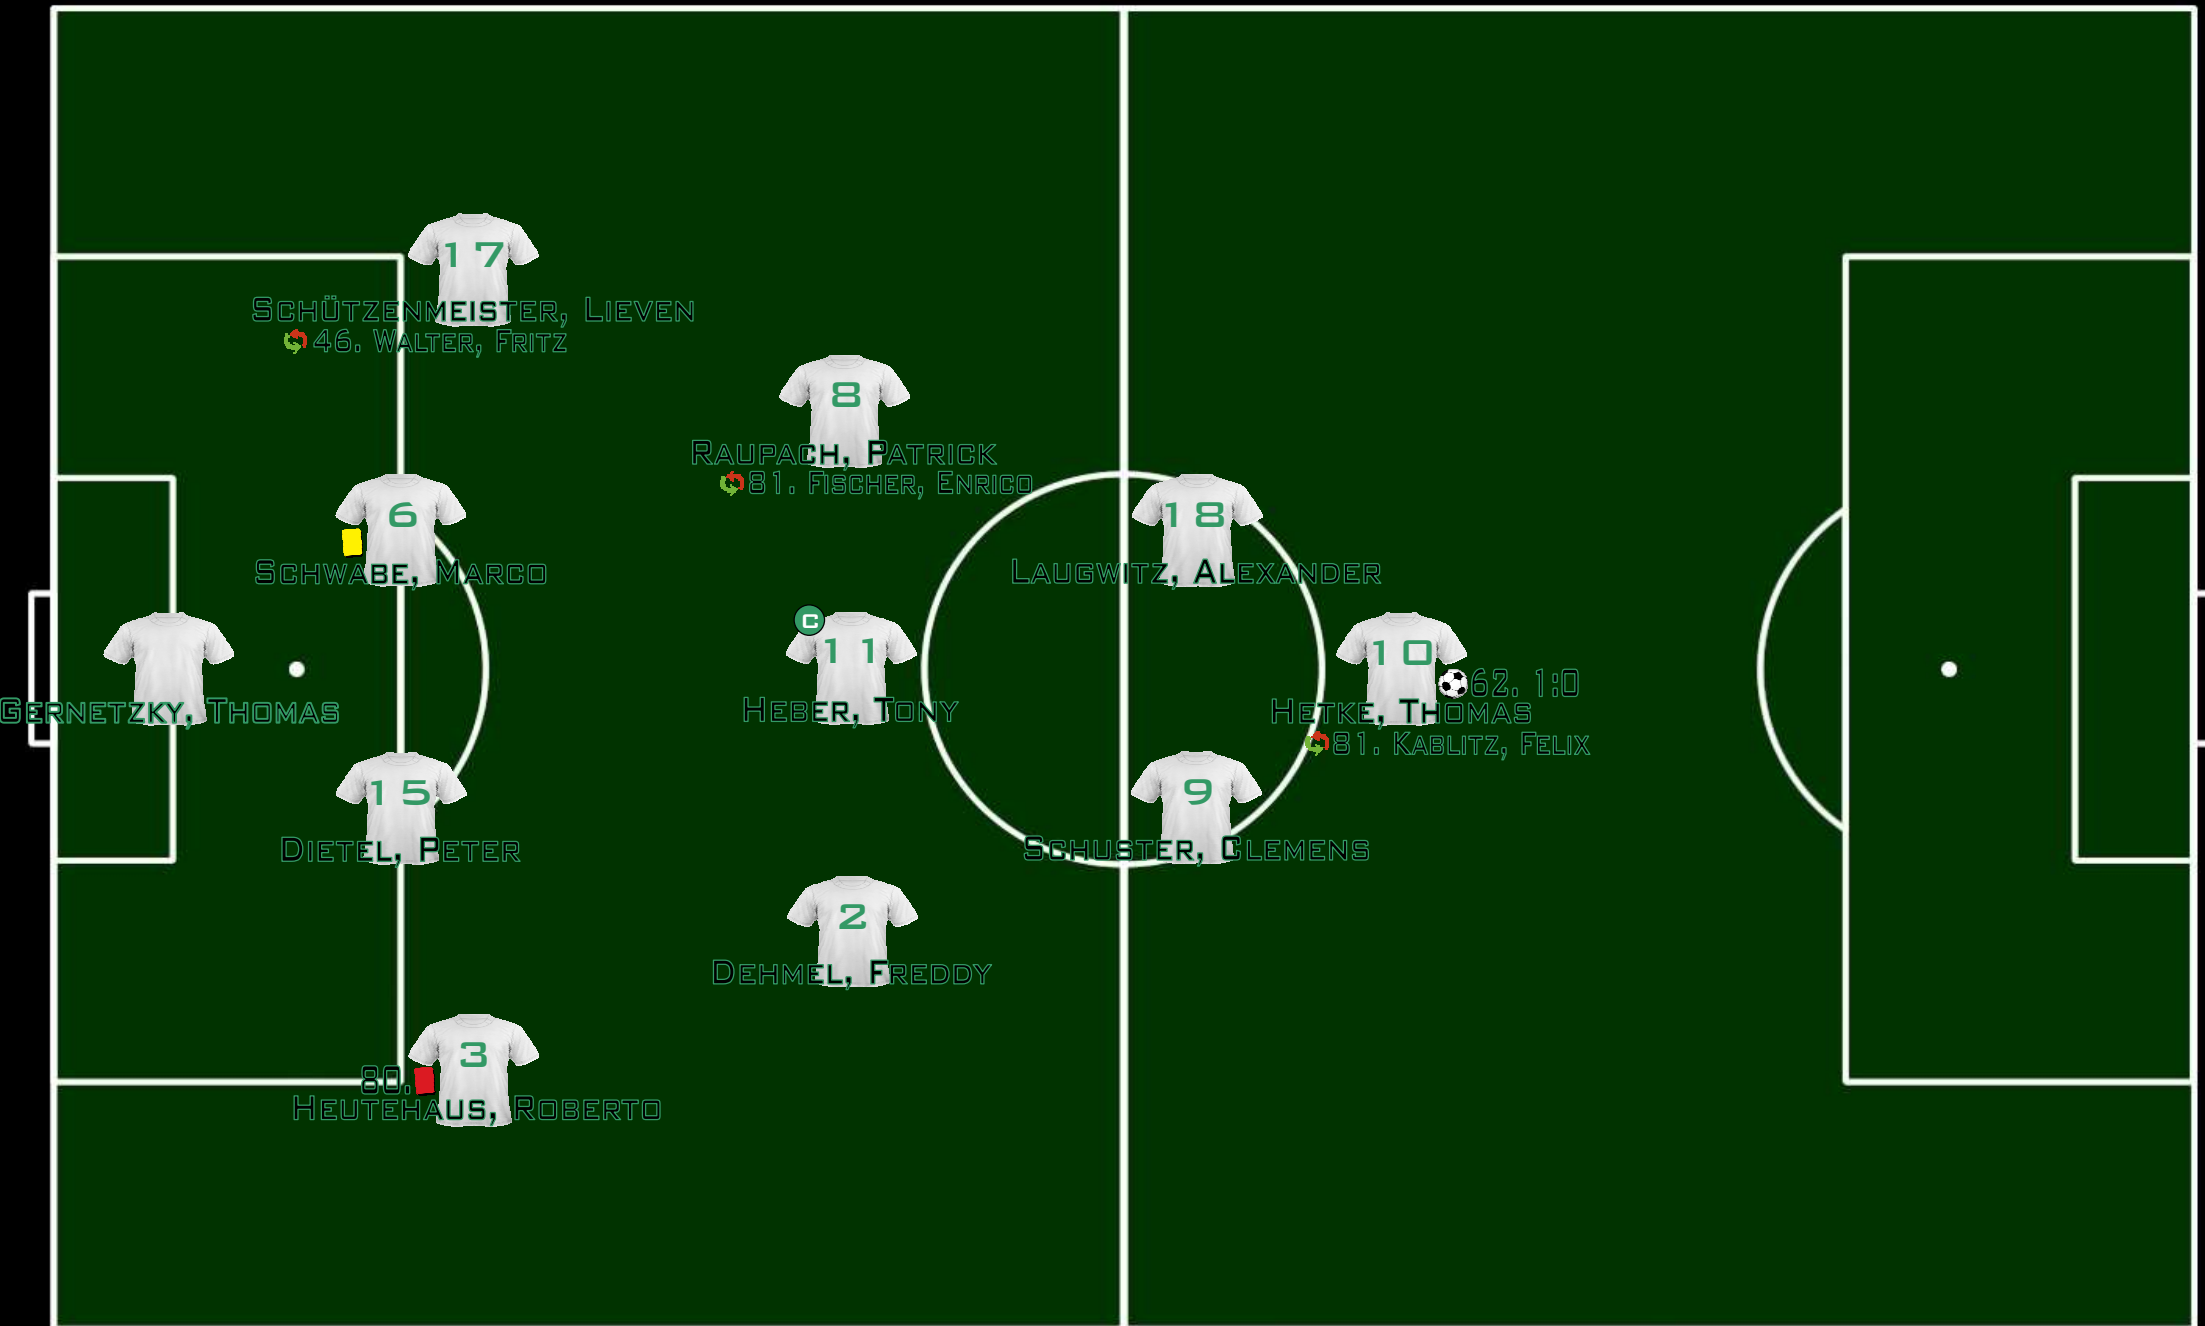 17
Schützenmeister, Lieven
46. Walter, Fritz
8
Raupach, Patrick
81. Fischer, Enrico
6
Schwabe, Marco
18
Laugwitz, Alexander
Gernetzky, Thomas
C
11
Heber, Tony
10
62. 1:0
Hetke, Thomas
81. Kablitz, Felix
15
Dietel, Peter
9
Schuster, Clemens
2
Dehmel, Freddy
3
80.
Heutehaus, Roberto